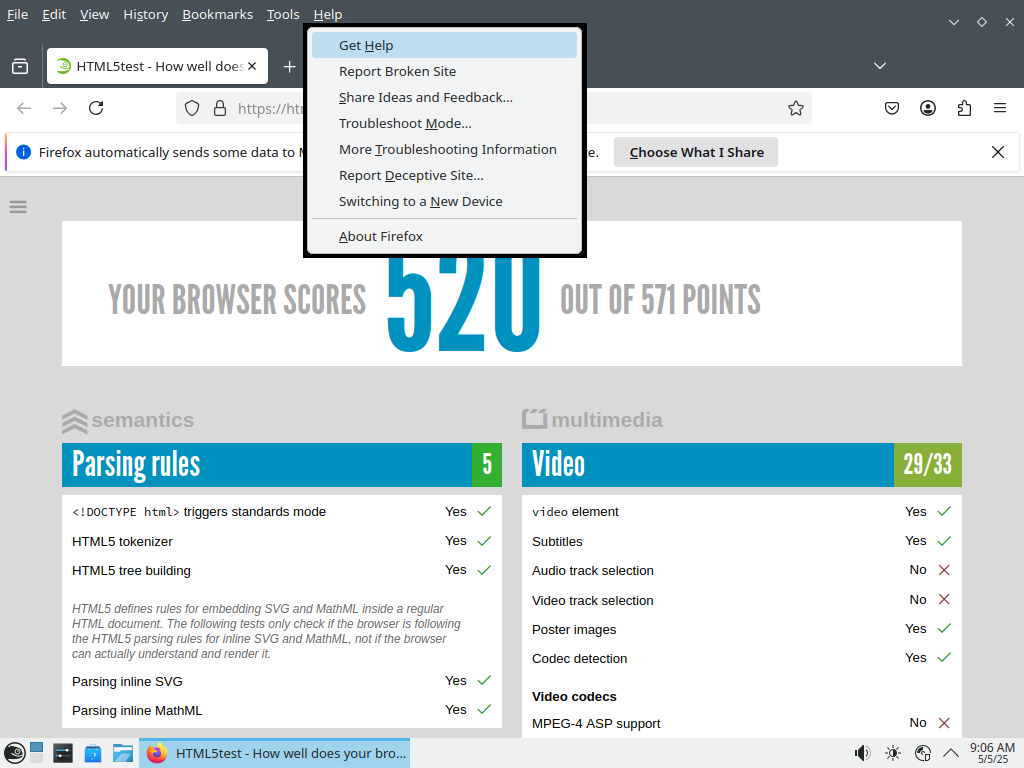 File Edit View History Bookmarks Tools Help
HTML5test - How well does
https://ht
Get Help
Report Broken Site
Share Ideas and Feedback...
Troubleshoot Mode...
More Troubleshooting Information
Report Deceptive Site...
Switching to a New Device
About Firefox
Firefox automatically sends some data to M
e.
Choose What I Share
YOUR BROWSER SCORES 520 OUT OF 571 POINTS
semantics
Parsing rules 5
<!DOCTYPE html> triggers standards mode Yes
HTML5 tokenizer Yes
HTML5 tree building Yes
HTML5 defines rules for embedding SVG and MathML inside a regular
HTML document. The following tests only check if the browser is following
the HTML5 parsing rules for inline SVG and MathML, not if the browser
can actually understand and render it.
Parsing inline SVG Yes
Parsing inline MathML Yes
multimedia
Video 29/33
video element Yes
Subtitles Yes
Audio track selection No
Video track selection No
Poster images Yes
Codec detection Yes
Video codecs
MPEG-4 ASP support No
HTML5test - How well does your bro...
9:06 AM
5/5/25